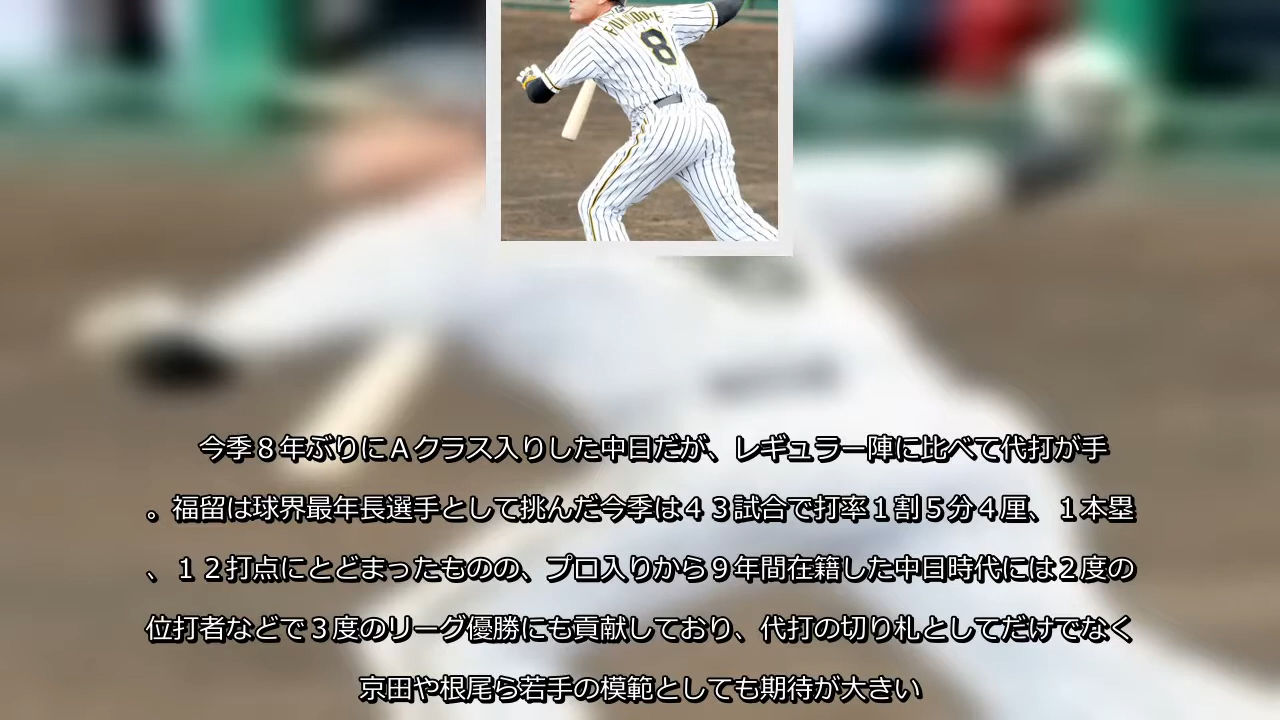 8
今季８年ぶりにＡクラス入りした中日だが、レギュラー陣に比べて代打が手
。福留は球界最年長選手として挑んだ今季は４３試合で打率１割５分４厘、１本塁
、１２打点にとどまったものの、プロ入りから９年間在籍した中日時代には２度の
位打者などで３度のリーグ優勝にも貢献しており、代打の切り札としてだけでなく
京田や根尾ら若手の模範としても期待が大きい